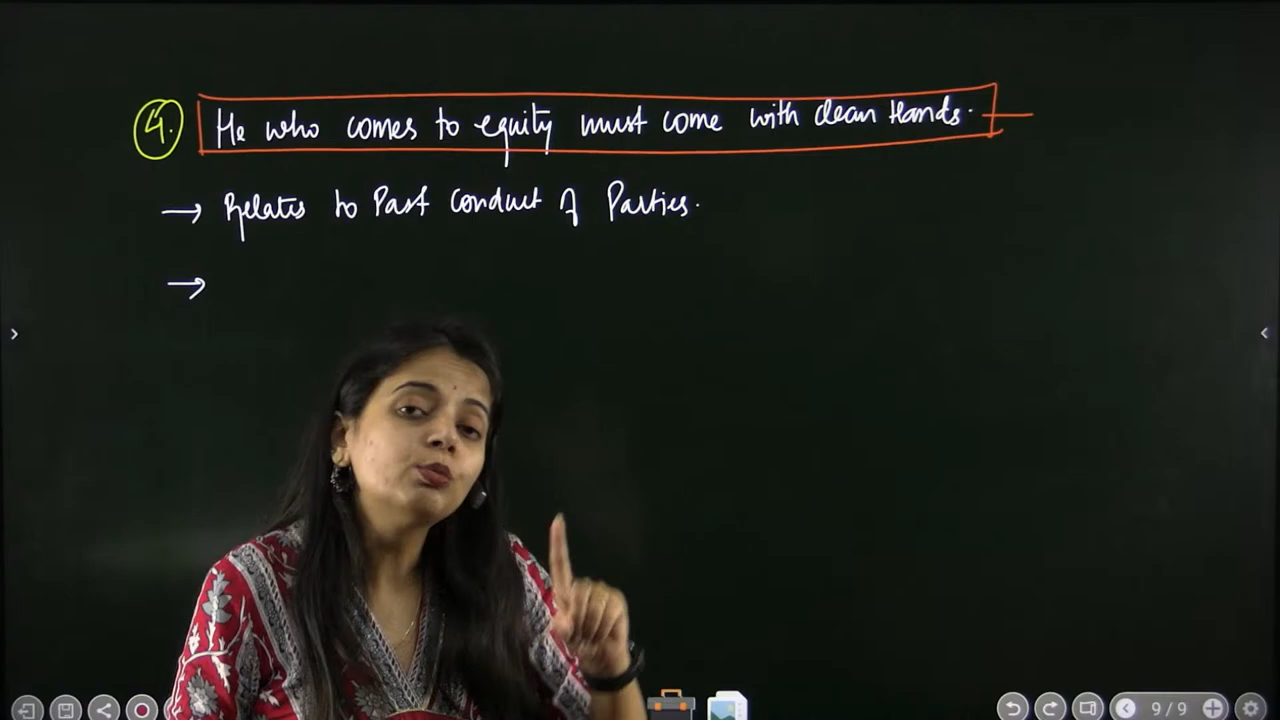 4. He who comes to equity must come with clean Hands.
→ Relates to Past Conduct of Parties.
→
9/9